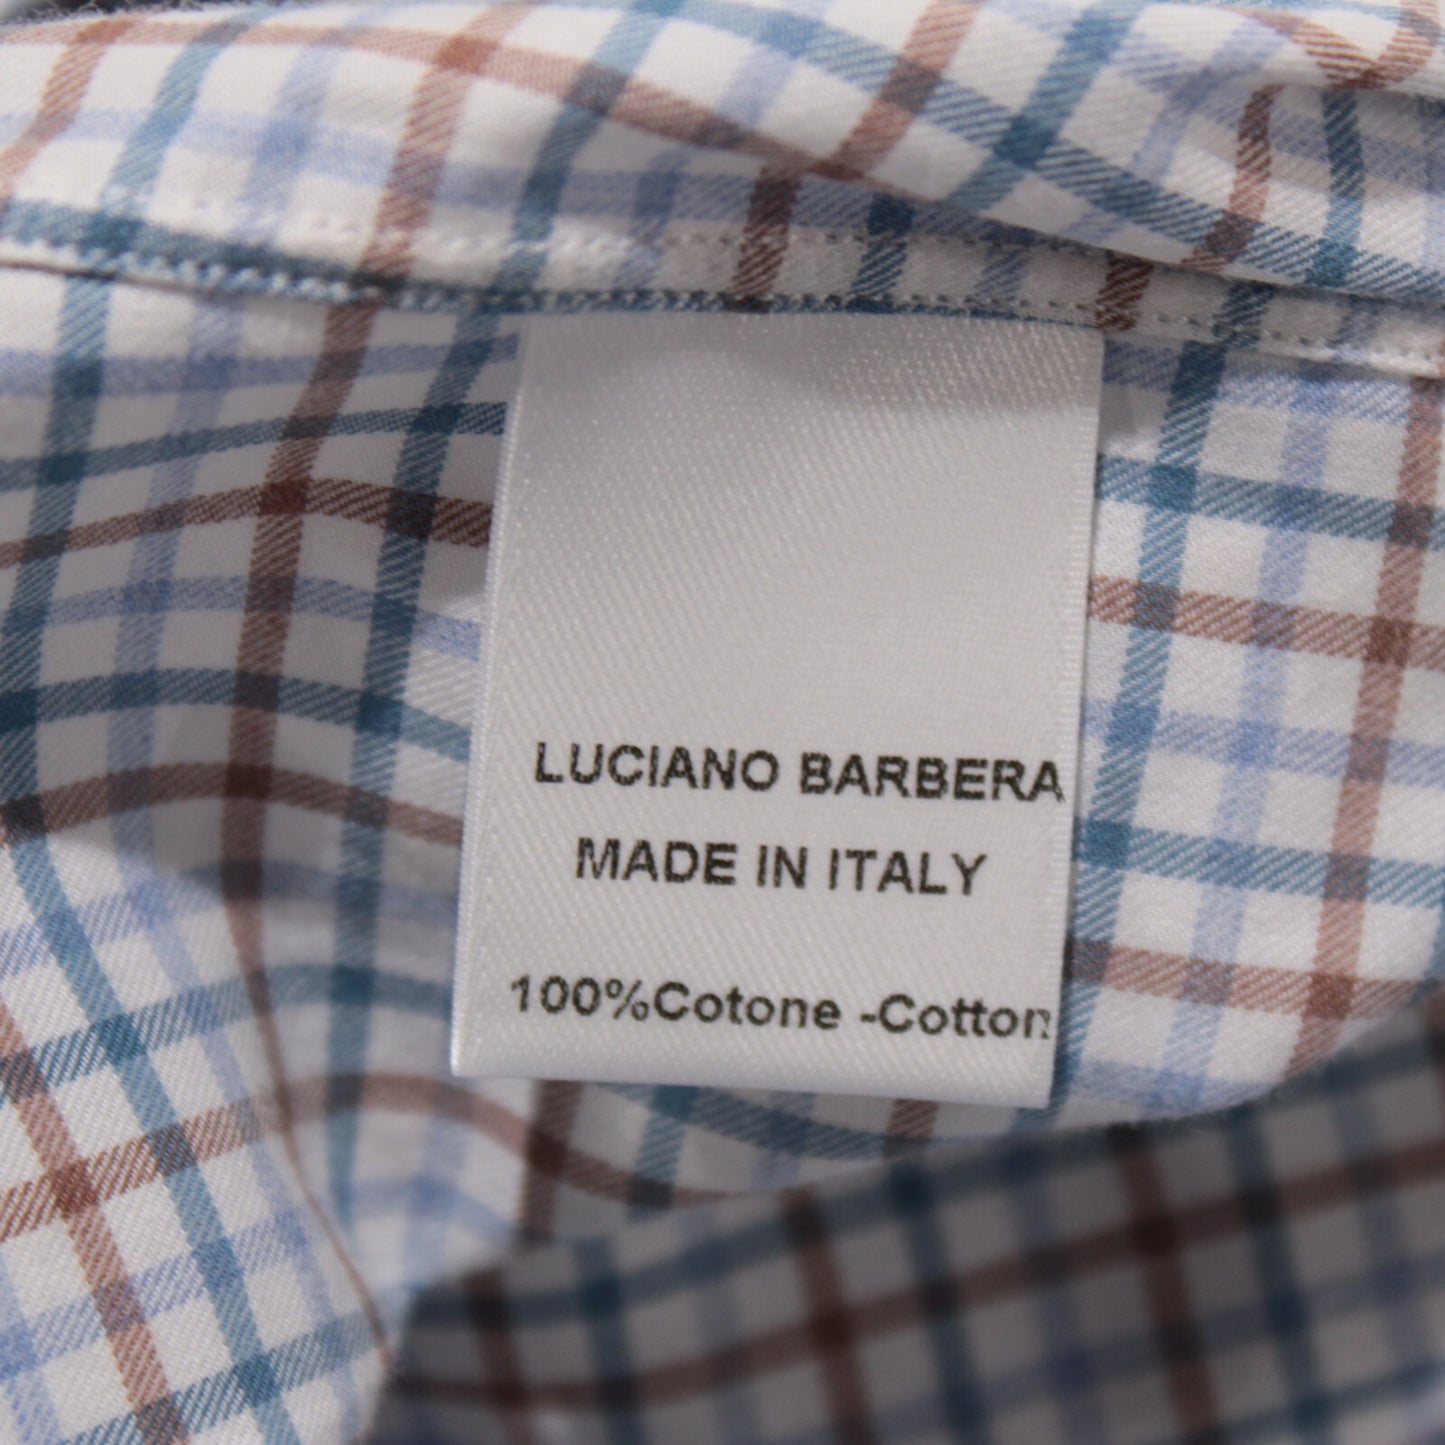 LUCIANO BARBERA
MADE IN ITALY
100%Cotone -Cotton